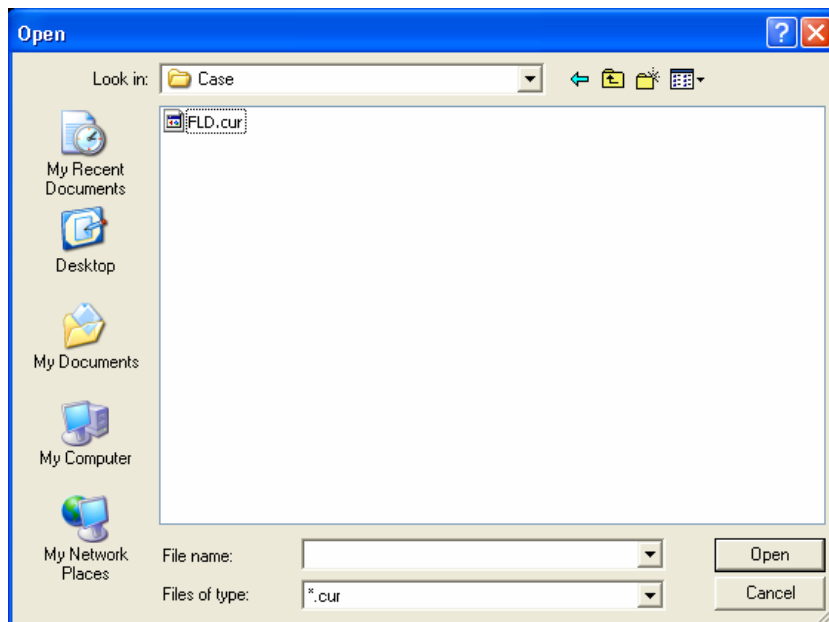 Open
Look in: Case
FLD.cur
My Recent
Documents
Desktop
My Documents
My Computer
My Network
Places
File name:
Open
Files of type: *.cur
Cancel